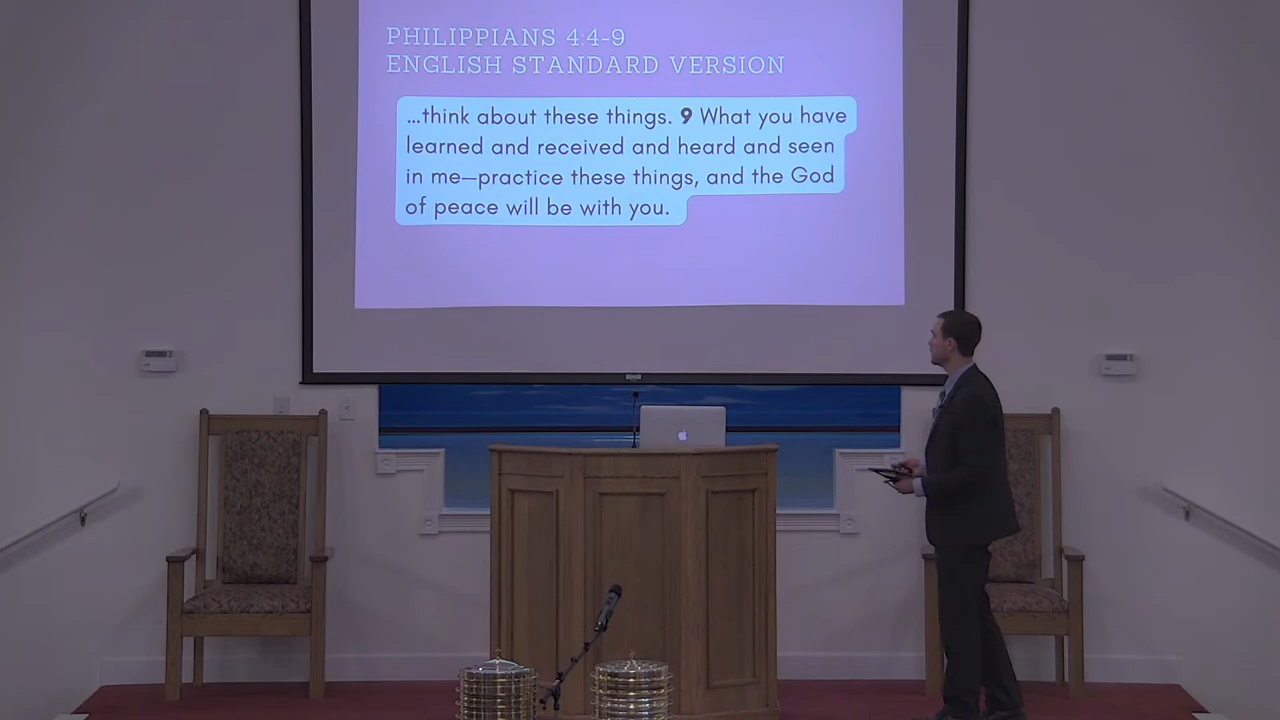 PHILIPPIANS 4:4-9
ENGLISH STANDARD VERSION
...think about these things. 9 What you have
learned and received and heard and seen
in me—practice these things, and the God
of peace will be with you.